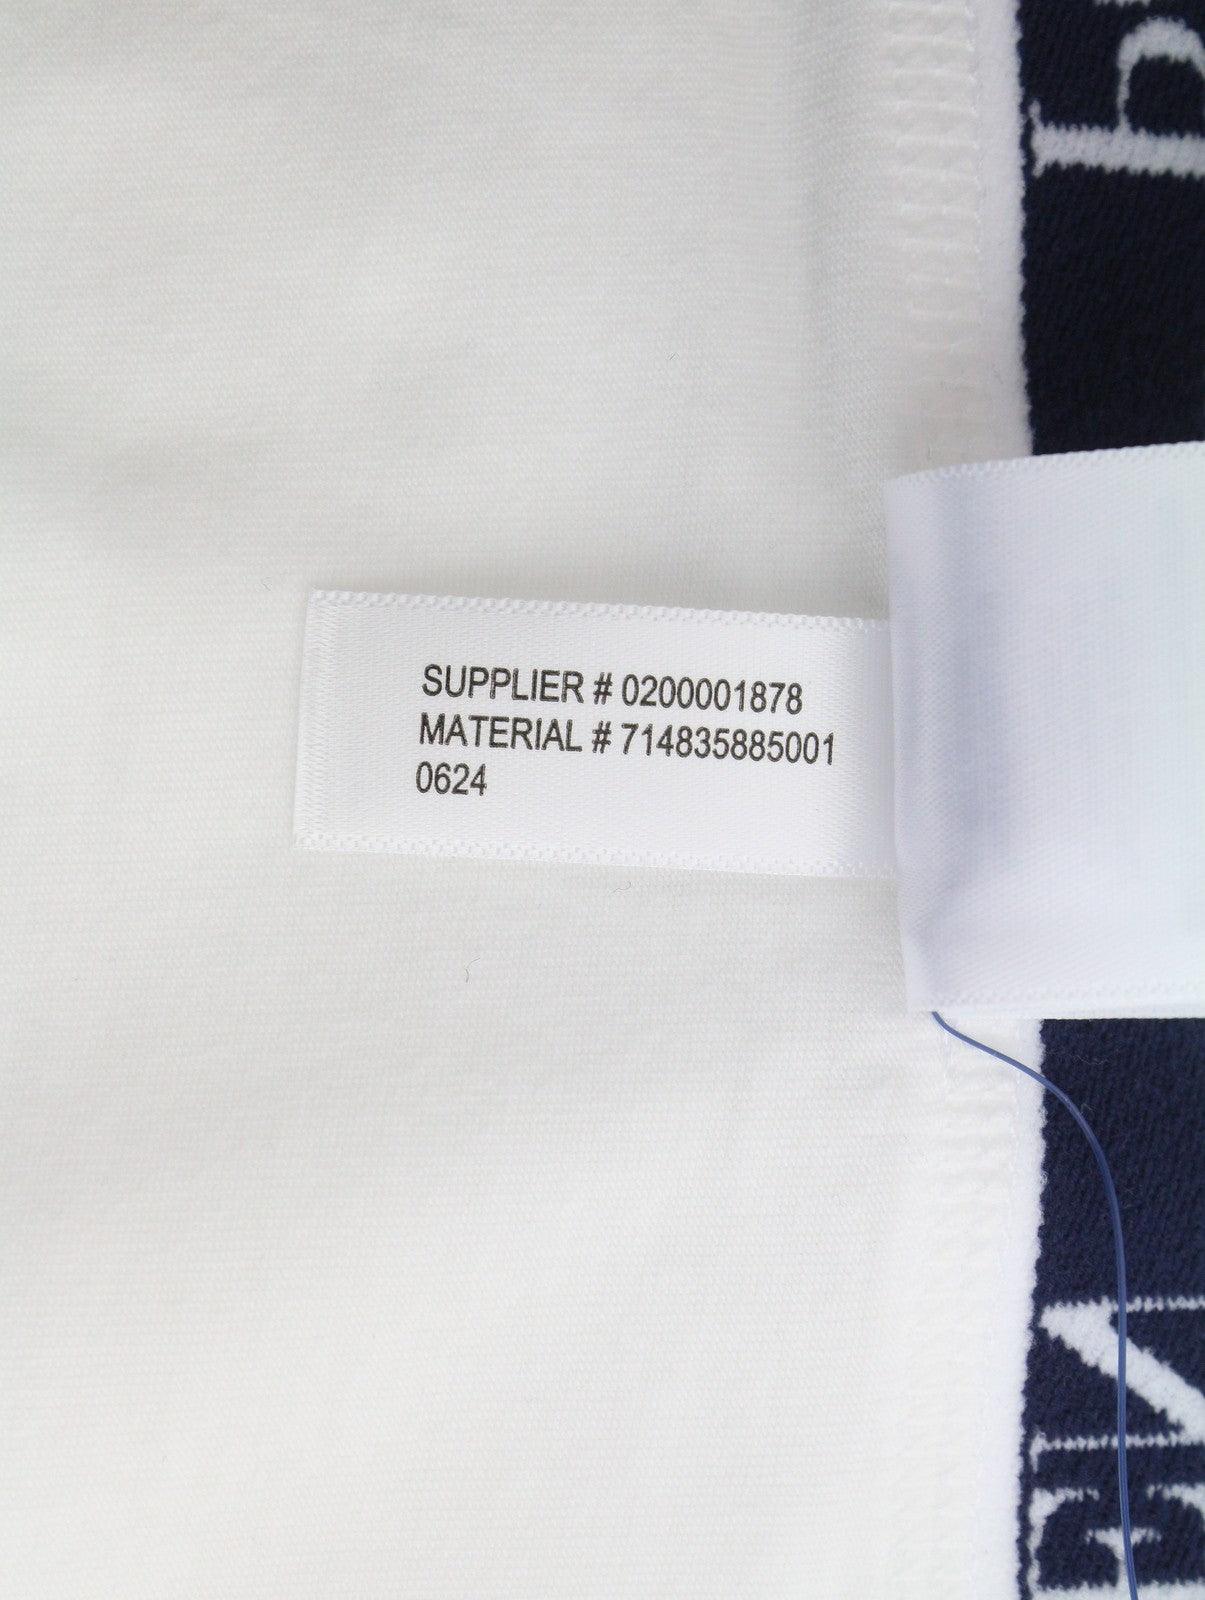 SUPPLIER # 0200001878
MATERIAL # 714835885001
0624